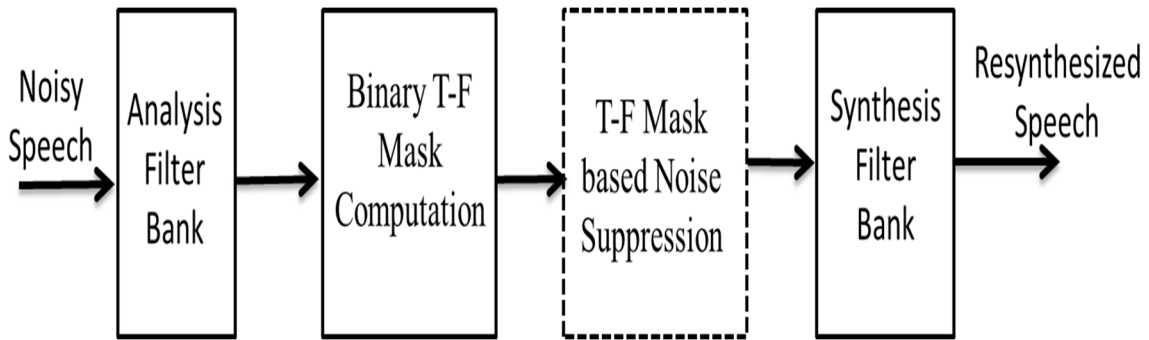 Noisy
Speech
Analysis
Filter
Bank
Binary T-F
Mask
Computation
T-F Mask
based Noise
Suppression
Synthesis
Filter
Bank
Resynthesized
Speech